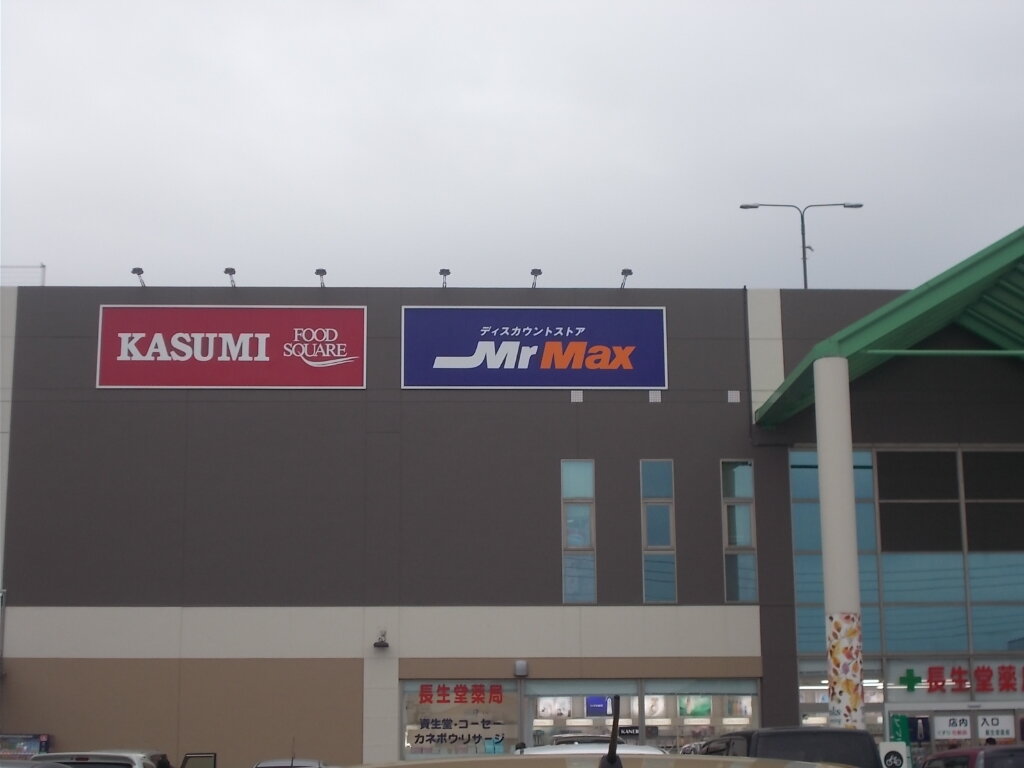 KASUMI
FOOD
SQUARE
ディスカウントストア
Mr Max
長生堂薬局
資生堂・コーセー
カネボウ・リサージ
長生堂薬
店内
入口